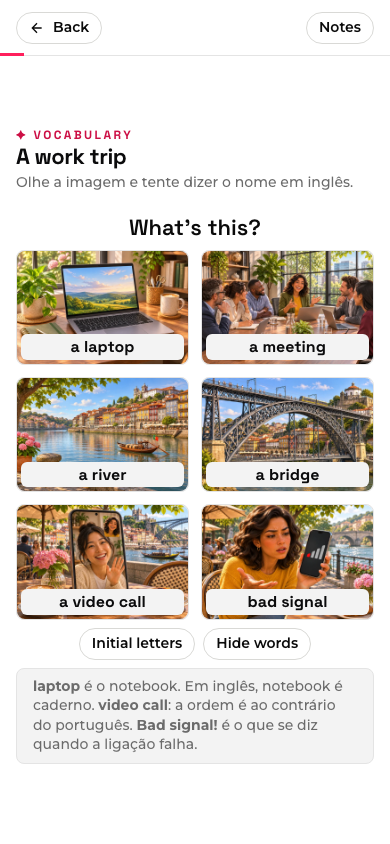 Back
Notes
VOCABULARY
A work trip
Olhe a imagem e tente dizer o nome em inglês.
What's this?
a laptop
a meeting
a river
a bridge
a video call
bad signal
Initial letters
Hide words
laptop é o notebook. Em inglês, notebook é
caderno. video call: a ordem é ao contrário
do português. Bad signal! é o que se diz
quando a ligação falha.